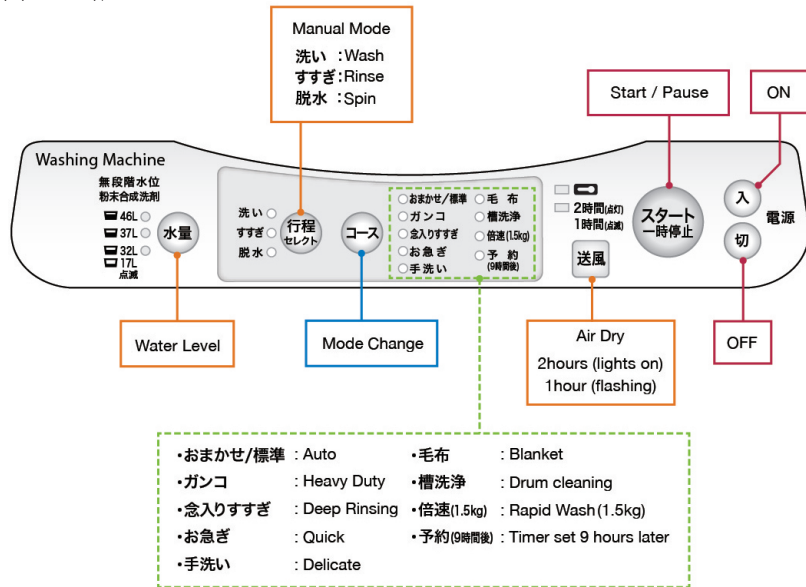 Manual Mode
洗い :Wash
すすぎ:Rinse
脱水 :Spin
Start / Pause
ON
Washing Machine
無段階水位
粉末合成洗剤
46L
37L
32L
17L
点滅
水量
洗い
すすぎ
脱水
行程
セレクト
コース
おまかせ/標準
ガンコ
念入りすすぎ
お急ぎ
手洗い
毛布
槽洗浄
倍速(1.5kg)
予約
(9時間後)
2時間(点灯)
1時間(点滅)
送風
スタート
一時停止
入
切
電源
Water Level
Mode Change
Air Dry
2hours (lights on)
1hour (flashing)
OFF
・おまかせ/標準 : Auto
・ガンコ : Heavy Duty
・念入りすすぎ : Deep Rinsing
・お急ぎ : Quick
・手洗い : Delicate
・毛布 : Blanket
・槽洗浄 : Drum cleaning
・倍速(1.5kg) : Rapid Wash(1.5kg)
・予約(9時間後) : Timer set 9 hours later